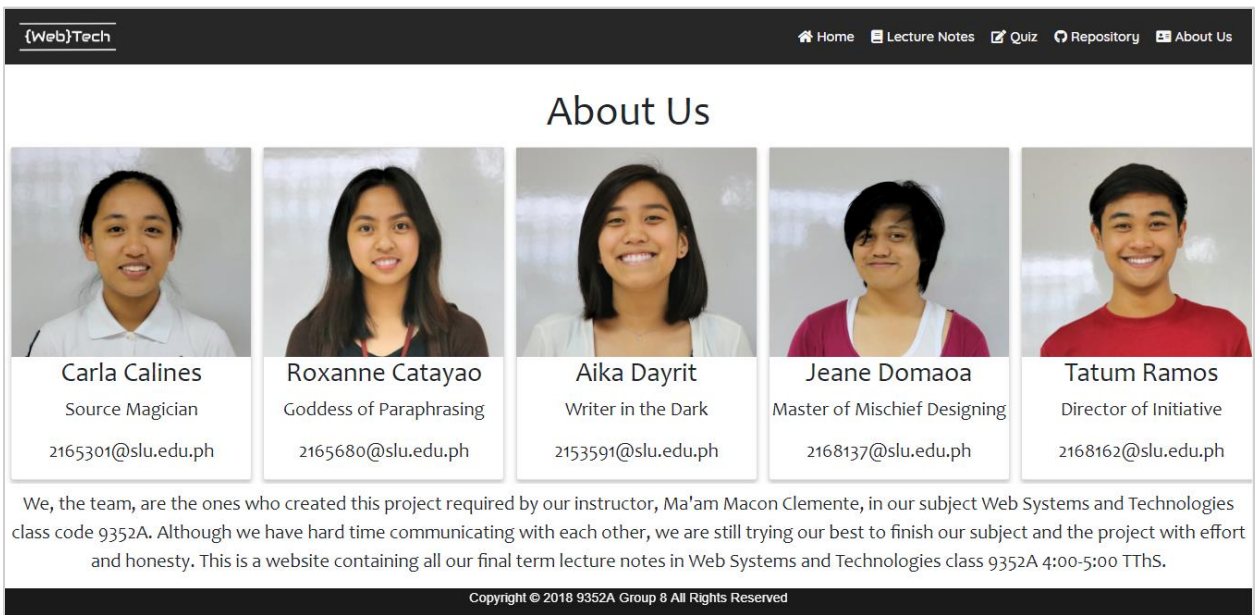 {Web}Tech
Home Lecture Notes Quiz Repository About Us
About Us
Carla Calines
Source Magician
2165301@slu.edu.ph
Roxanne Catayao
Goddess of Paraphrasing
2165680@slu.edu.ph
Aika Dayrit
Writer in the Dark
2153591@slu.edu.ph
Jeane Domaoa
Master of Mischief Designing
2168137@slu.edu.ph
Tatum Ramos
Director of Initiative
2168162@slu.edu.ph
We, the team, are the ones who created this project required by our instructor, Ma'am Macon Clemente, in our subject Web Systems and Technologies
class code 9352A. Although we have hard time communicating with each other, we are still trying our best to finish our subject and the project with effort
and honesty. This is a website containing all our final term lecture notes in Web Systems and Technologies class 9352A 4:00-5:00 TThS.
Copyright © 2018 9352A Group 8 All Rights Reserved